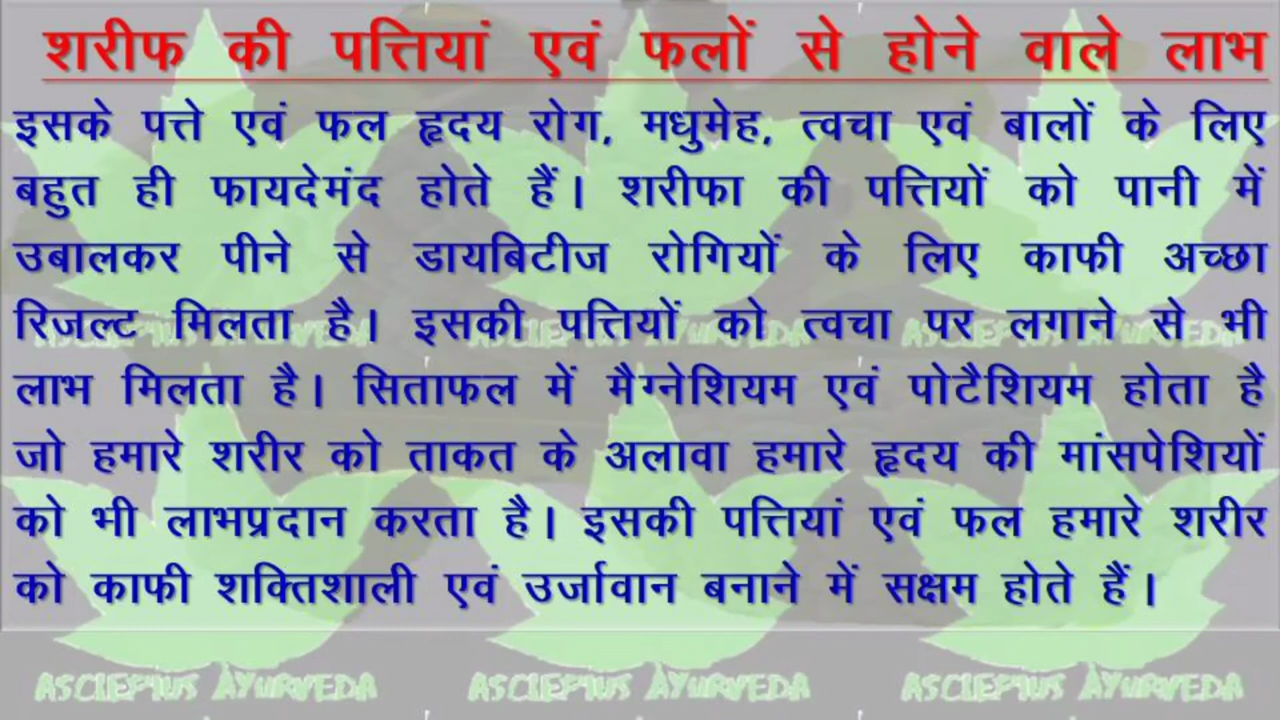 शरीफ की पत्तियां एवं फलों से होने वाले लाभ
इसके पत्ते एवं फल हृदय रोग, मधुमेह, त्वचा एवं बालों के लिए
बहुत ही फायदेमंद होते हैं। शरीफा की पत्तियों को पानी में
उबालकर पीने से डायबिटीज रोगियों के लिए काफी अच्छा
रिजल्ट मिलता है। इसकी पत्तियों को त्वचा पर लगाने से भी
लाभ मिलता है। सिताफल में मैग्नेशियम एवं पोटैशियम होता है
जो हमारे शरीर को ताकत के अलावा हमारे हृदय की मांसपेशियों
को भी लाभप्रदान करता है। इसकी पत्तियां एवं फल हमारे शरीर
को काफी शक्तिशाली एवं उर्जावान बनाने में सक्षम होते हैं।
ASCLEPIUS AYURVEDA ASCLEPIUS AYURVEDA ASCLEPIUS AYURVEDA